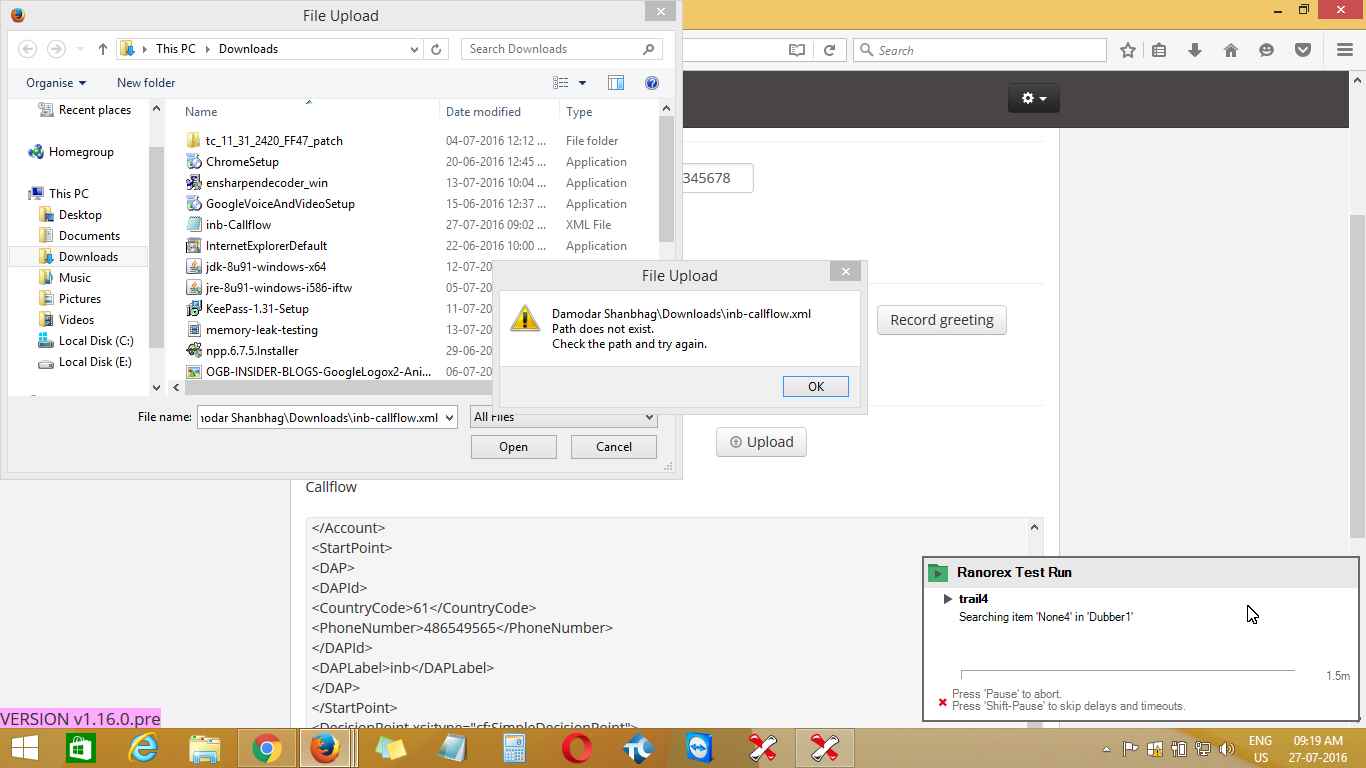 File Upload
This PC
Downloads
Search Downloads
Search
Organise
New folder
Recent places
Homegroup
This PC
Desktop
Documents
Downloads
Music
Pictures
Videos
Local Disk (C:)
Local Disk (E:)
Name Date modified Type
tc_11_31_2420_FF47_patch 04-07-2016 12:12 ... File folder
ChromeSetup 20-06-2016 12:45 ... Application
ensharpendecoder_win 13-07-2016 10:04 ... Application
GoogleVoiceAndVideoSetup 15-06-2016 12:37 ... Application
inb-Callflow 27-07-2016 09:02 ... XML File
InternetExplorerDefault 22-06-2016 10:00 ... Application
jdk-8u91-windows-x64 12-07-20
jre-8u91-windows-i586-iftw 05-07-20
KeePass-1.31-Setup 11-07-20
memory-leak-testing 13-07-20
npp.6.7.5.Installer 29-06-20
OGB-INSIDER-BLOGS-GoogleLogox2-Ani... 06-07-20
File name: modar Shanbhag\Downloads\inb-callflow.xml
All Files
Open
Cancel
File Upload
Damodar Shanbhag\Downloads\inb-callflow.xml
Path does not exist.
Check the path and try again.
OK
345678
Record greeting
Upload
Callflow
</Account>
<StartPoint>
<DAP>
<DAPId>
<CountryCode>61</CountryCode>
<PhoneNumber>486549565</PhoneNumber>
</DAPId>
<DAPLabel>inb</DAPLabel>
</DAP>
</StartPoint>
<DecisionPoint xsi:type="cf:SimpleDecisionPoint">
Ranorex Test Run
trail4
Searching item 'None4' in 'Dubber1'
1.5m
Press 'Pause' to abort.
Press 'Shift-Pause' to skip delays and timeouts.
VERSION v1.16.0.pre
ENG
US
09:19 AM
27-07-2016